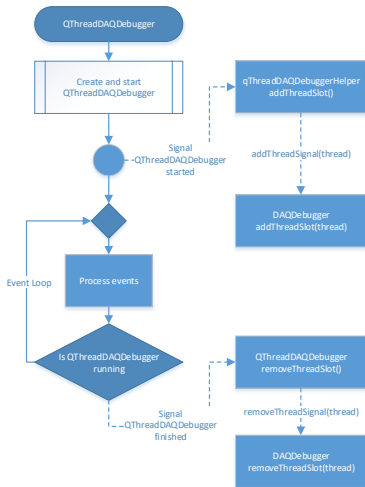 QThreadDAQDebugger
Create and start
QThreadDAQDebugger
qThreadDAQDebuggerHelper
addThreadSlot()
Signal
-QThreadDAQDebugger
started
addThreadSignal(thread)
DAQDebugger
addThreadSlot(thread)
Event Loop
Process events
Is QThreadDAQDebugger
running
QThreadDAQDebugger
removeThreadSlot()
Signal
QThreadDAQDebugger
finished
removeThreadSignal(thread)
DAQDebugger
removeThreadSlot(thread)